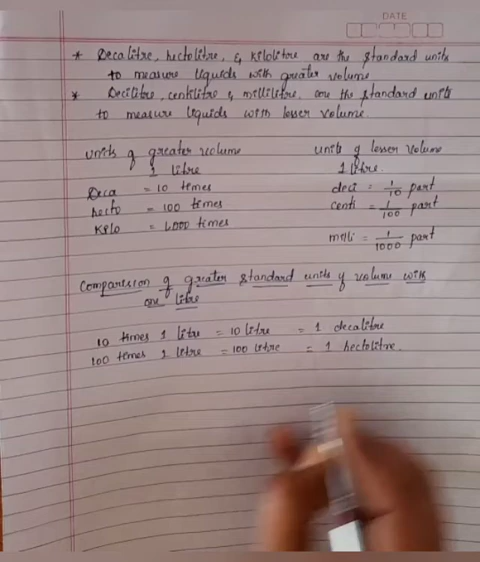 DATE
* Decalitre, hectolitre, & kilolitre are the standard units
to measure liquids with greater volume
* Decilitre, centilitre & millilitre, are the standard units
to measure liquids with lesser volume
units of greater volume
1 litre
Deca = 10 times
hecto = 100 times
Kilo = 1,000 times
units of lesser volume
1 litre.
deci = 1/10 part
centi = 1/100 part
milli = 1/1000 part
Comparision of greater standard units of volume with
one litre
10 times 1 litre = 10 litre = 1 decalitre
100 times 1 litre = 100 litre = 1 hectolitre.